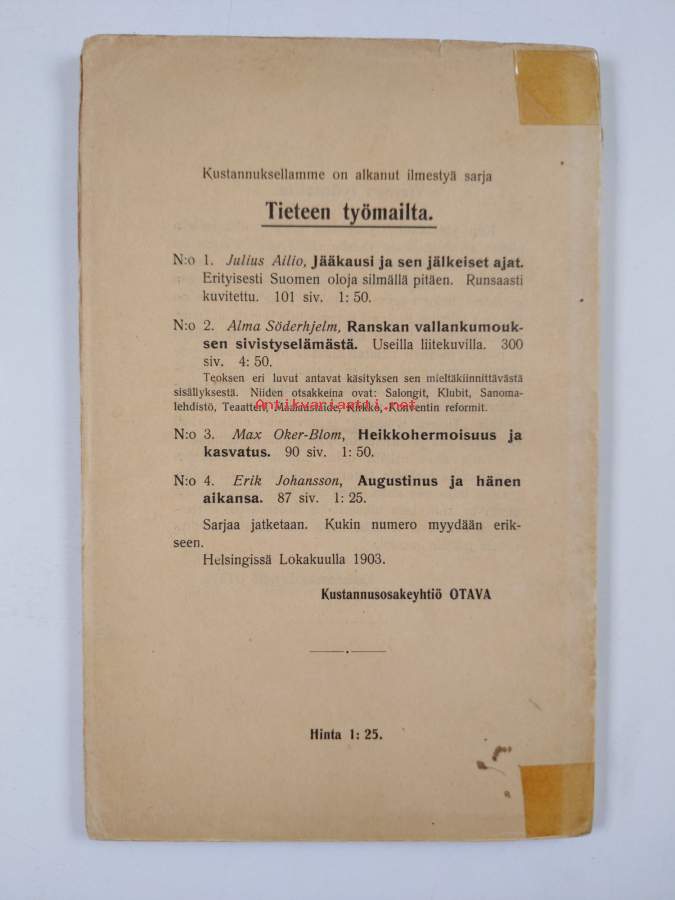 Kustannuksellamme on alkanut ilmestyä sarja
Tieteen työmailta.
N:o 1. Julius Ailio, Jääkausi ja sen jälkeiset ajat.
Erityisesti Suomen oloja silmällä pitäen. Runsaasti
kuvitettu. 101 siv. 1: 50.
N:o 2. Alma Söderhjelm, Ranskan vallankumouk-
sen sivistyselämästä. Useilla liitekuvilla. 300
siv. 4: 50.
Teoksen eri luvut antavat käsityksen sen mieltäkiinnittävästä
sisällyksestä. Niiden otsakkeina ovat: Salongit, Klubit, Sanoma-
lehdistö, Teaatteri, Maalaustaide, Kirkko, Konventin reformit.
Antikvariaatti.net
N:o 3. Max Oker-Blom, Heikkohermoisuus ja
kasvatus. 90 siv. 1: 50.
N:o 4. Erik Johansson, Augustinus ja hänen
aikansa. 87 siv. 1: 25.
Sarjaa jatketaan. Kukin numero myydään erik-
seen.
Helsingissä Lokakuulla 1903.
Kustannusosakeyhtiö OTAVA
Hinta 1: 25.